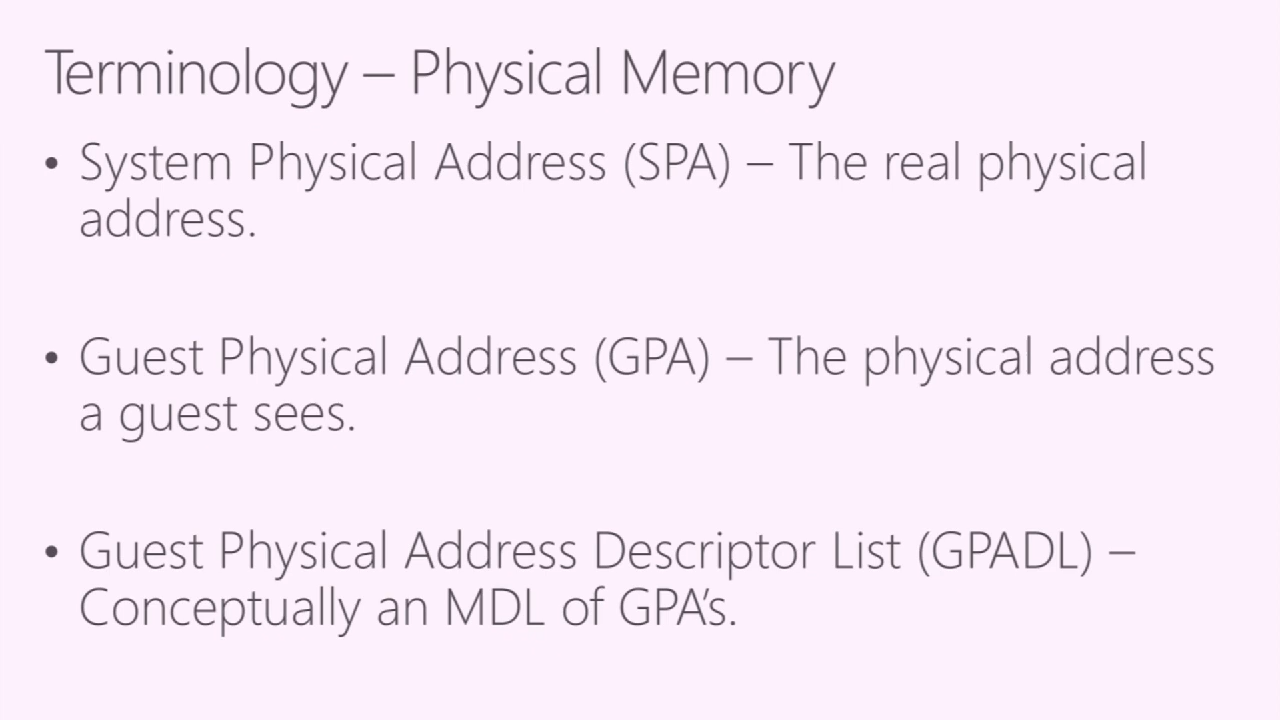 Terminology – Physical Memory
• System Physical Address (SPA) – The real physical
address.
• Guest Physical Address (GPA) – The physical address
a guest sees.
• Guest Physical Address Descriptor List (GPADL) –
Conceptually an MDL of GPA's.